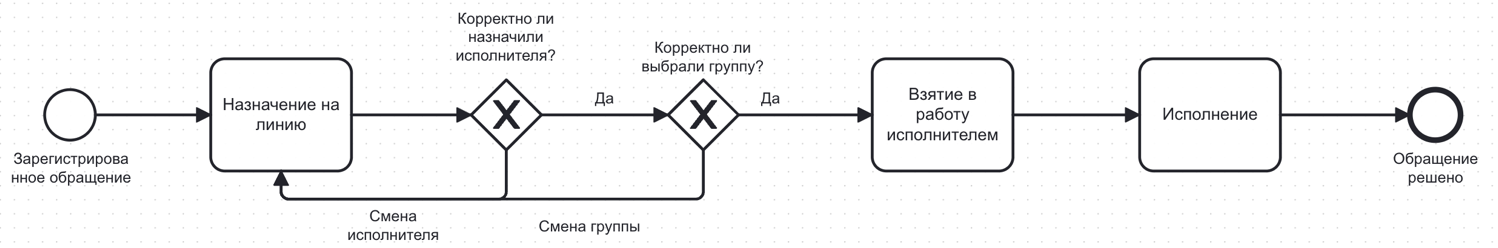 Зарегистрирова
нное обращение
Назначение на
линию
Корректно ли
назначили
исполнителя?
Да
Корректно ли
выбрали группу?
Да
Взятие в
работу
исполнителем
Исполнение
Обращение
решено
Смена
исполнителя
Смена группы